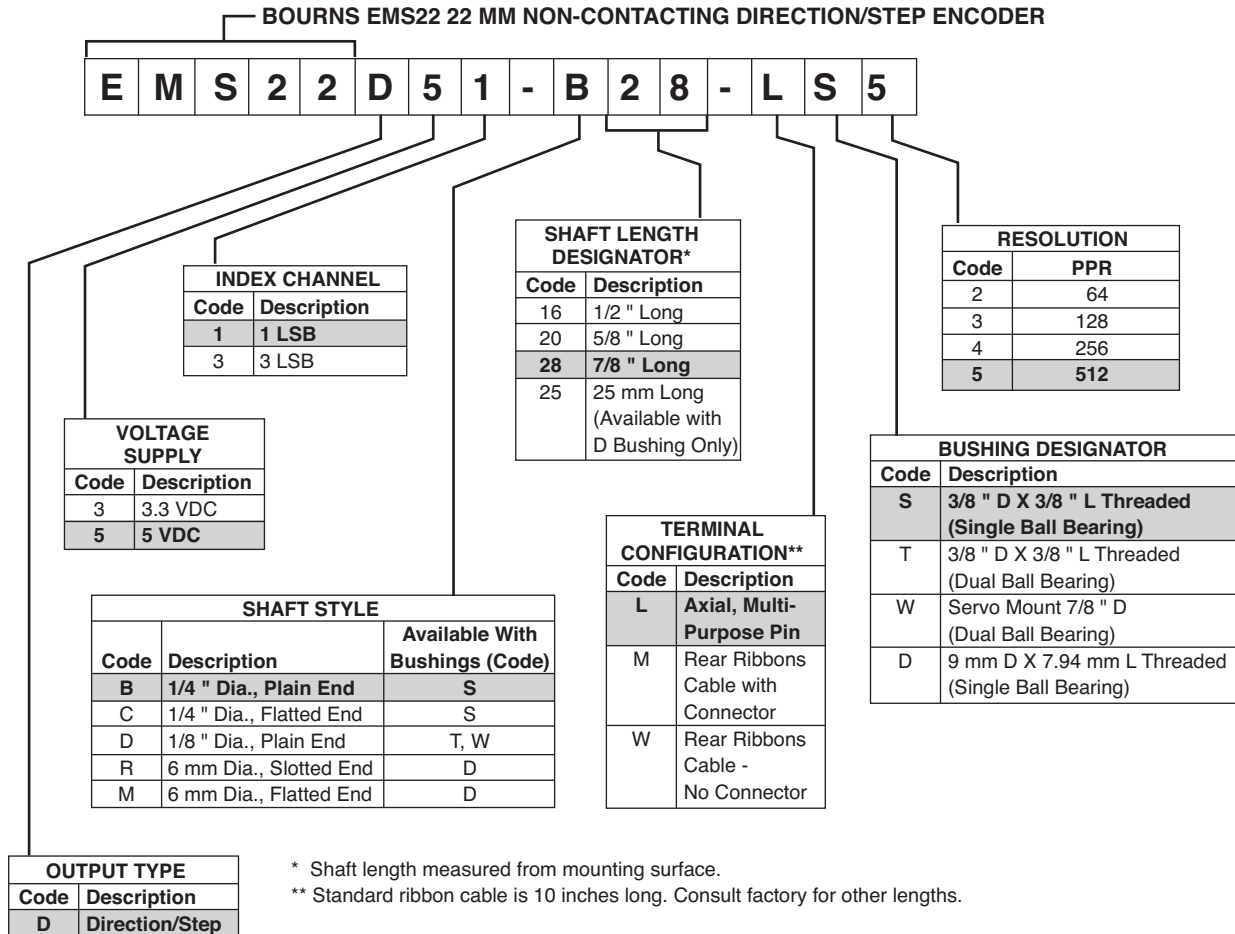 BOURNS EMS22 22 MM NON-CONTACTING DIRECTION/STEP ENCODER
E M S 2 2 D 5 1 - B 2 8 - L S 5
INDEX CHANNEL
Code Description
1 1 LSB
3 3 LSB
VOLTAGE
SUPPLY
Code Description
3 3.3 VDC
5 5 VDC
SHAFT LENGTH
DESIGNATOR*
Code Description
16 1/2 " Long
20 5/8 " Long
28 7/8 " Long
25 25 mm Long
(Available with
D Bushing Only)
RESOLUTION
Code PPR
2 64
3 128
4 256
5 512
BUSHING DESIGNATOR
Code Description
S 3/8 " D X 3/8 " L Threaded
(Single Ball Bearing)
T 3/8 " D X 3/8 " L Threaded
(Dual Ball Bearing)
W Servo Mount 7/8 " D
(Dual Ball Bearing)
D 9 mm D X 7.94 mm L Threaded
(Single Ball Bearing)
TERMINAL
CONFIGURATION**
Code Description
L Axial, Multi-
Purpose Pin
M Rear Ribbons
Cable with
Connector
W Rear Ribbons
Cable -
No Connector
SHAFT STYLE
Available With
Code Description Bushings (Code)
B 1/4 " Dia., Plain End S
C 1/4 " Dia., Flatted End S
D 1/8 " Dia., Plain End T, W
R 6 mm Dia., Slotted End D
M 6 mm Dia., Flatted End D
OUTPUT TYPE
Code Description
D Direction/Step
* Shaft length measured from mounting surface.
** Standard ribbon cable is 10 inches long. Consult factory for other lengths.